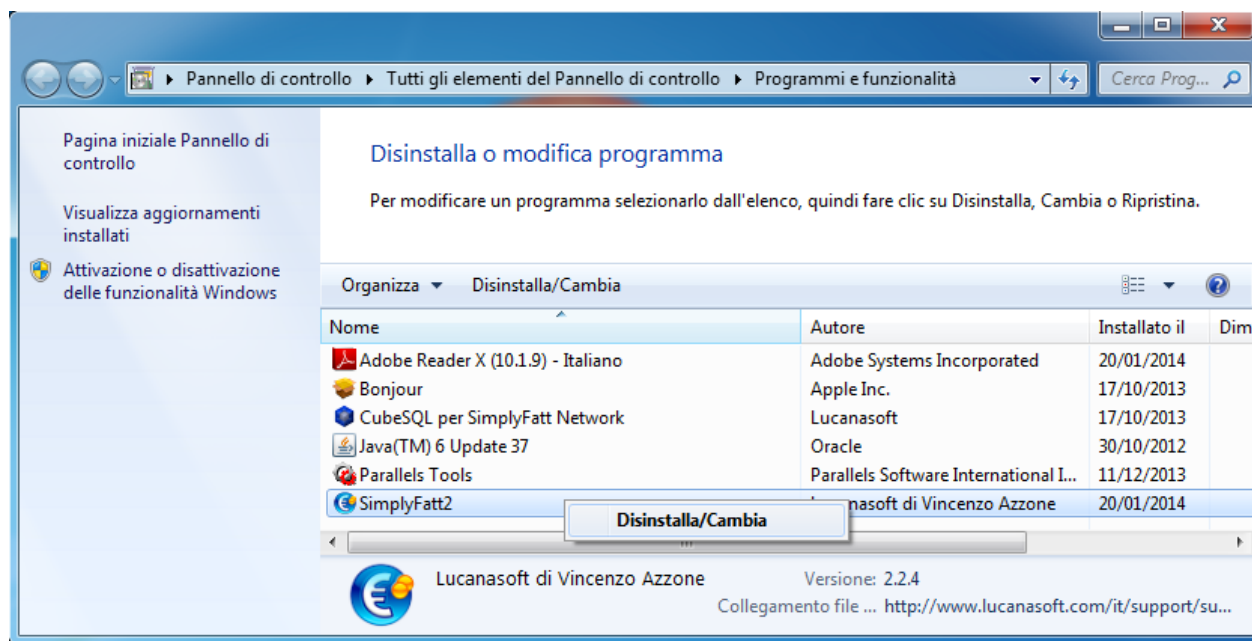 Pannello di controllo Tutti gli elementi del Pannello di controllo Programmi e funzionalità
Cerca Prog...
Pagina iniziale Pannello di
controllo
Visualizza aggiornamenti
installati
Attivazione o disattivazione
delle funzionalità Windows
Disinstalla o modifica programma
Per modificare un programma selezionarlo dall'elenco, quindi fare clic su Disinstalla, Cambia o Ripristina.
Organizza Disinstalla/Cambia
Nome Autore Installato il Dim
Adobe Reader X (10.1.9) - Italiano Adobe Systems Incorporated 20/01/2014
Bonjour Apple Inc. 17/10/2013
CubeSQL per SimplyFatt Network Lucanasoft 17/10/2013
Java(TM) 6 Update 37 Oracle 30/10/2012
Parallels Tools Parallels Software International I... 11/12/2013
SimplyFatt2 nasoft di Vincenzo Azzone 20/01/2014
Disinstalla/Cambia
Lucanasoft di Vincenzo Azzone Versione: 2.2.4
Collegamento file ... http://www.lucanasoft.com/it/support/su...